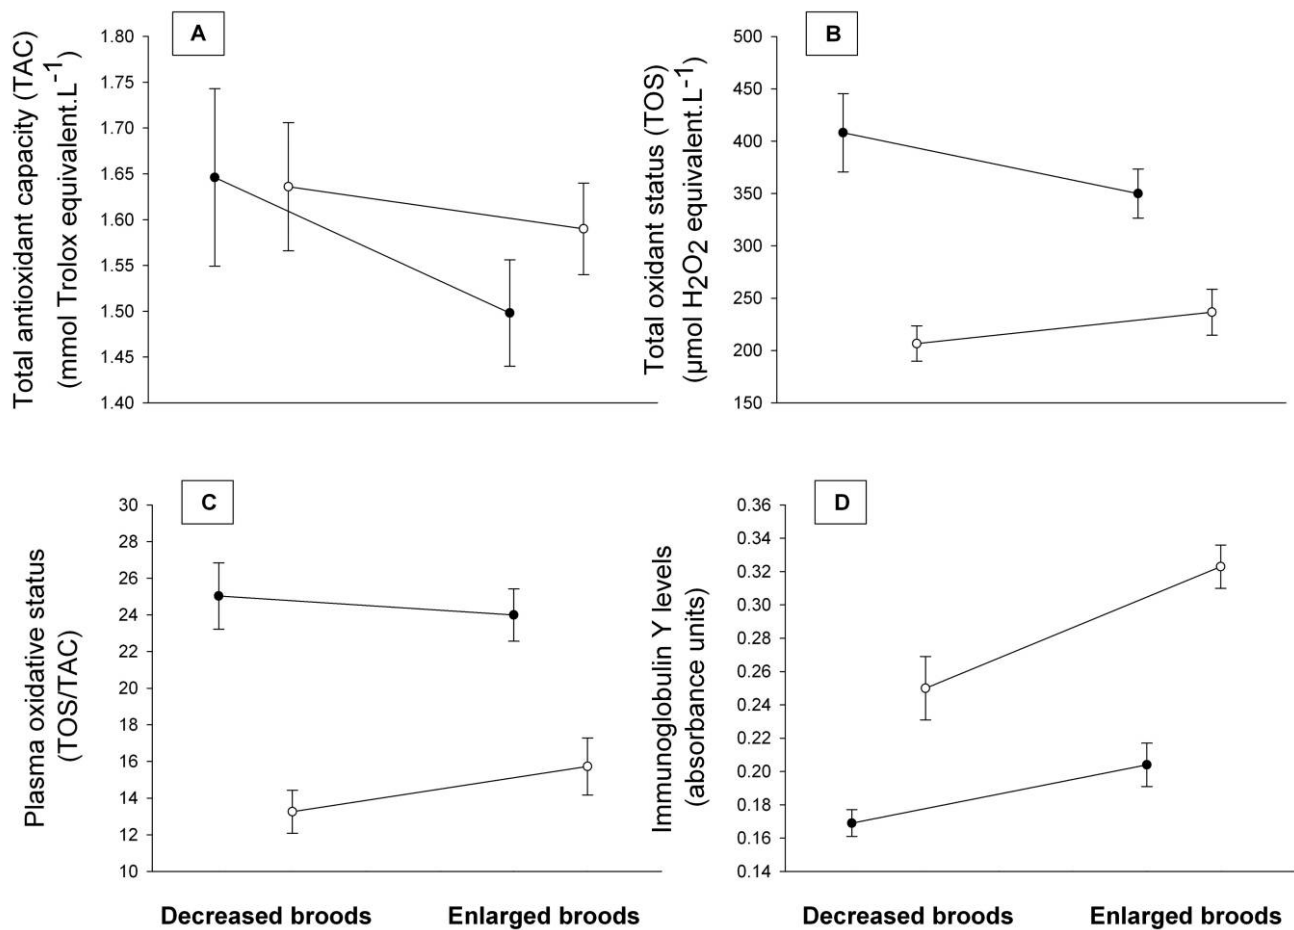 A
Total antioxidant capacity (TAC)
(mmol Trolox equivalent.L-1)
1.80
1.75
1.70
1.65
1.60
1.55
1.50
1.45
1.40
B
Total oxidant status (TOS)
(µmol H2O2 equivalent.L-1)
500
450
400
350
300
250
200
150
C
Plasma oxidative status
(TOS/TAC)
30
28
26
24
22
20
18
16
14
12
10
Decreased broods Enlarged broods
D
Immunoglobulin Y levels
(absorbance units)
0.36
0.34
0.32
0.30
0.28
0.26
0.24
0.22
0.20
0.18
0.16
0.14
Decreased broods Enlarged broods